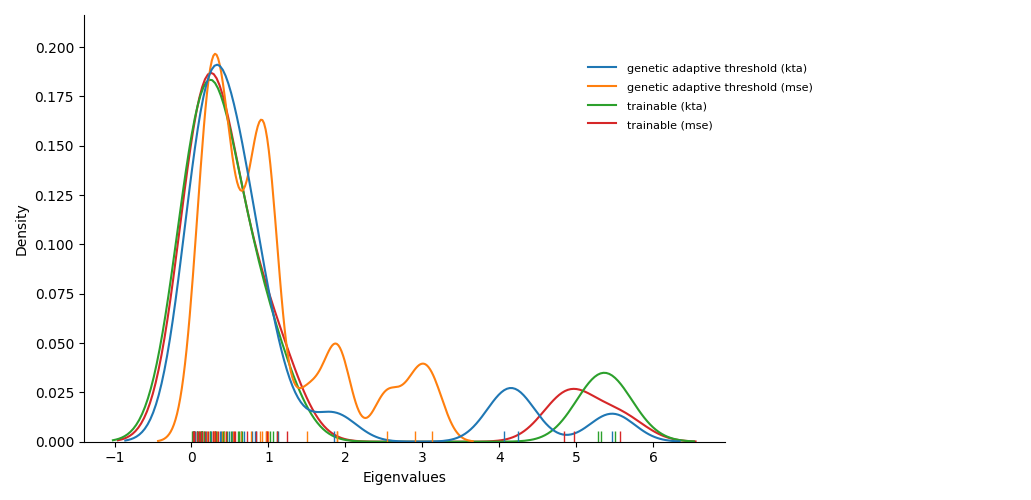 0.200
0.175
0.150
0.125
0.100
0.075
0.050
0.025
0.000
Density
−1
0
1
2
3
4
5
6
Eigenvalues
genetic adaptive threshold (kta)
genetic adaptive threshold (mse)
trainable (kta)
trainable (mse)